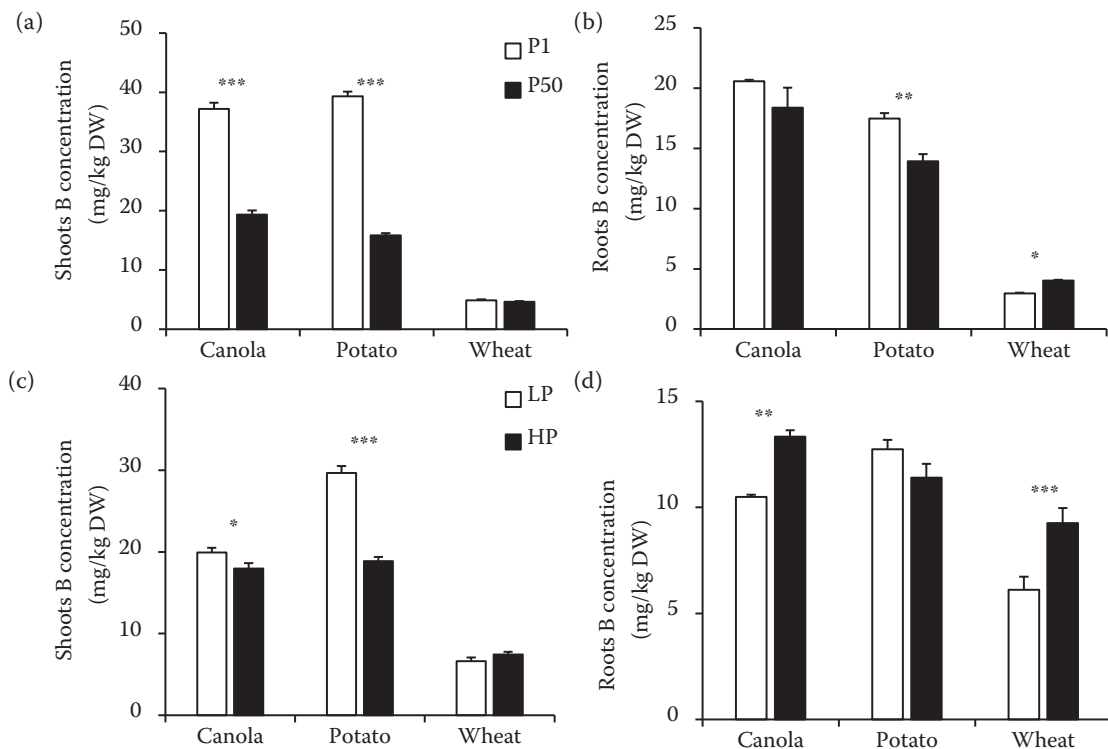 (a)
Shoots B concentration
(mg/kg DW)
50
40
30
20
10
0
***
***
P1
P50
Canola
Potato
Wheat
(b)
Roots B concentration
(mg/kg DW)
25
20
15
10
5
0
**
*
Canola
Potato
Wheat
(c)
Shoots B concentration
(mg/kg DW)
40
30
20
10
0
*
***
LP
HP
Canola
Potato
Wheat
(d)
Roots B concentration
(mg/kg DW)
15
10
5
0
**
***
Canola
Potato
Wheat